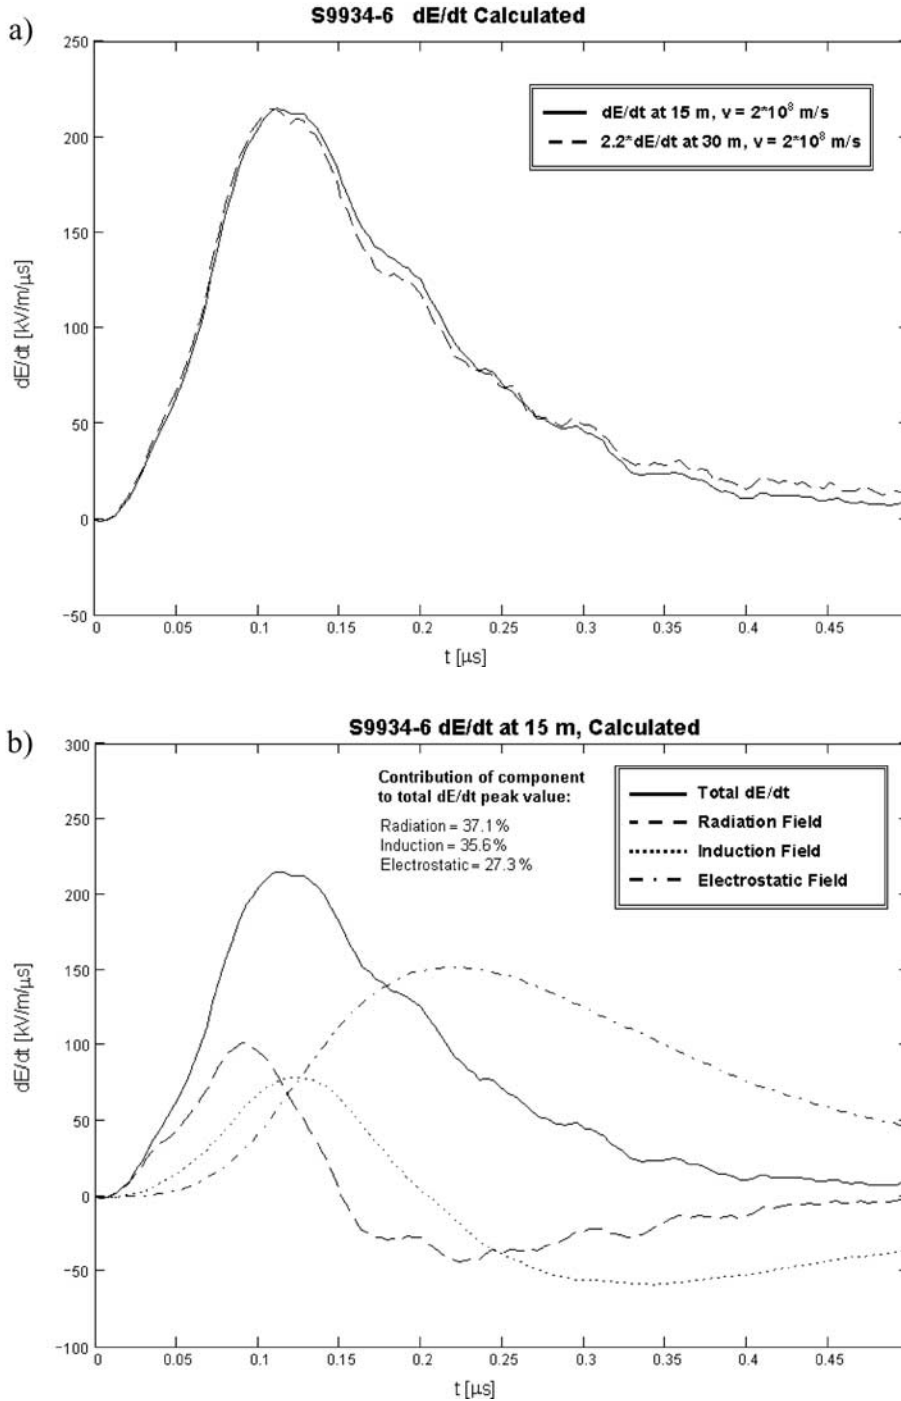 a)
S9934-6 dE/dt Calculated
250
200
150
100
50
0
−50
dE/dt [kV/m/µs]
dE/dt at 15 m, v = 2*10⁸ m/s
2.2*dE/dt at 30 m, v = 2*10⁸ m/s
0 0.05 0.1 0.15 0.2 0.25 0.3 0.35 0.4 0.45
t [µs]
b)
S9934-6 dE/dt at 15 m, Calculated
300
250
200
150
100
50
0
−50
−100
dE/dt [kV/m/µs]
Contribution of component
to total dE/dt peak value:
Radiation = 37.1 %
Induction = 35.6 %
Electrostatic = 27.3 %
Total dE/dt
Radiation Field
Induction Field
Electrostatic Field
0 0.05 0.1 0.15 0.2 0.25 0.3 0.35 0.4 0.45
t [µs]